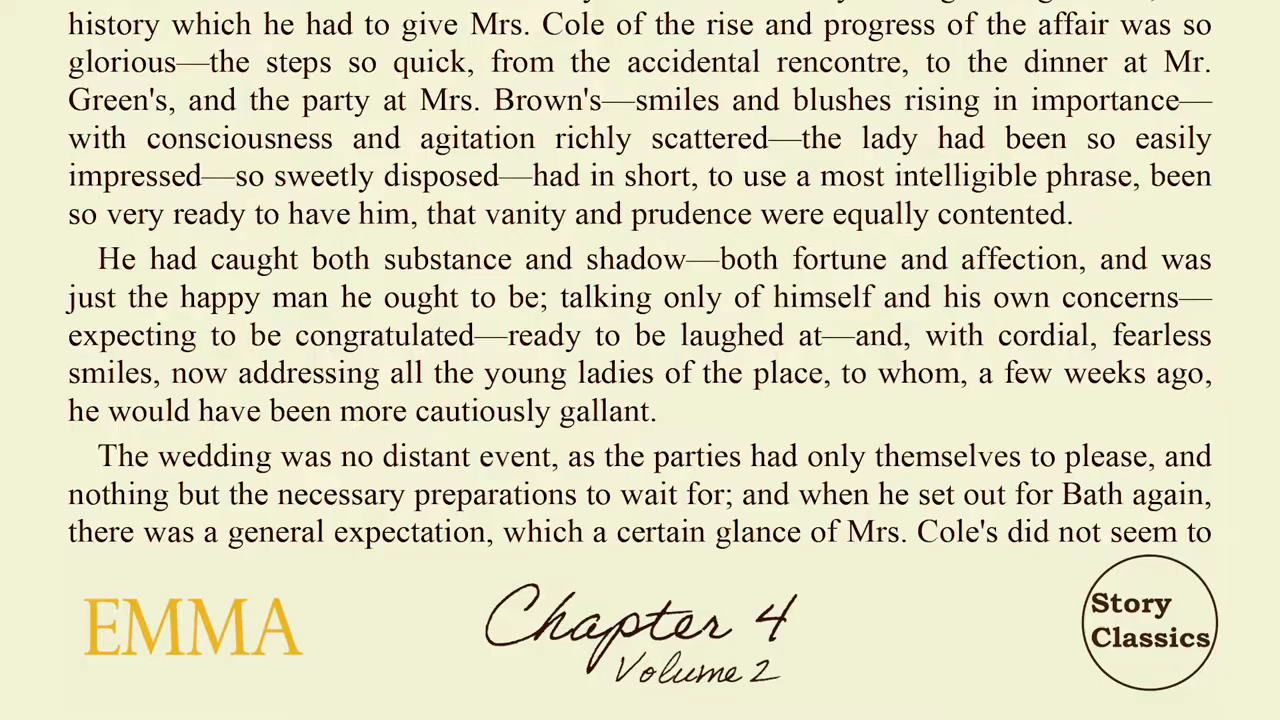 history which he had to give Mrs. Cole of the rise and progress of the affair was so
glorious—the steps so quick, from the accidental rencontre, to the dinner at Mr.
Green's, and the party at Mrs. Brown's—smiles and blushes rising in importance—
with consciousness and agitation richly scattered—the lady had been so easily
impressed—so sweetly disposed—had in short, to use a most intelligible phrase, been
so very ready to have him, that vanity and prudence were equally contented.
He had caught both substance and shadow—both fortune and affection, and was
just the happy man he ought to be; talking only of himself and his own concerns—
expecting to be congratulated—ready to be laughed at—and, with cordial, fearless
smiles, now addressing all the young ladies of the place, to whom, a few weeks ago,
he would have been more cautiously gallant.
The wedding was no distant event, as the parties had only themselves to please, and
nothing but the necessary preparations to wait for; and when he set out for Bath again,
there was a general expectation, which a certain glance of Mrs. Cole's did not seem to
EMMA
Chapter 4
Volume 2
Story
Classics